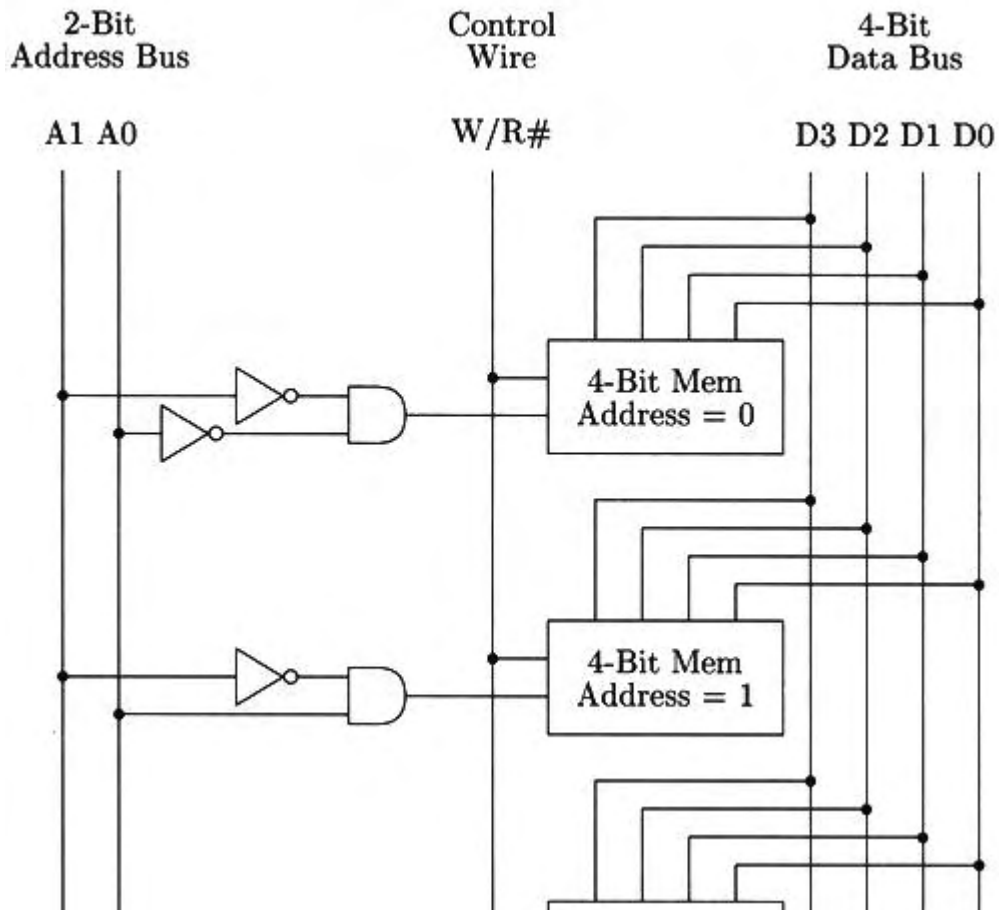 2-Bit
Address Bus
Control
Wire
4-Bit
Data Bus
A1 A0
W/R#
D3 D2 D1 D0
4-Bit Mem
Address = 0
4-Bit Mem
Address = 1